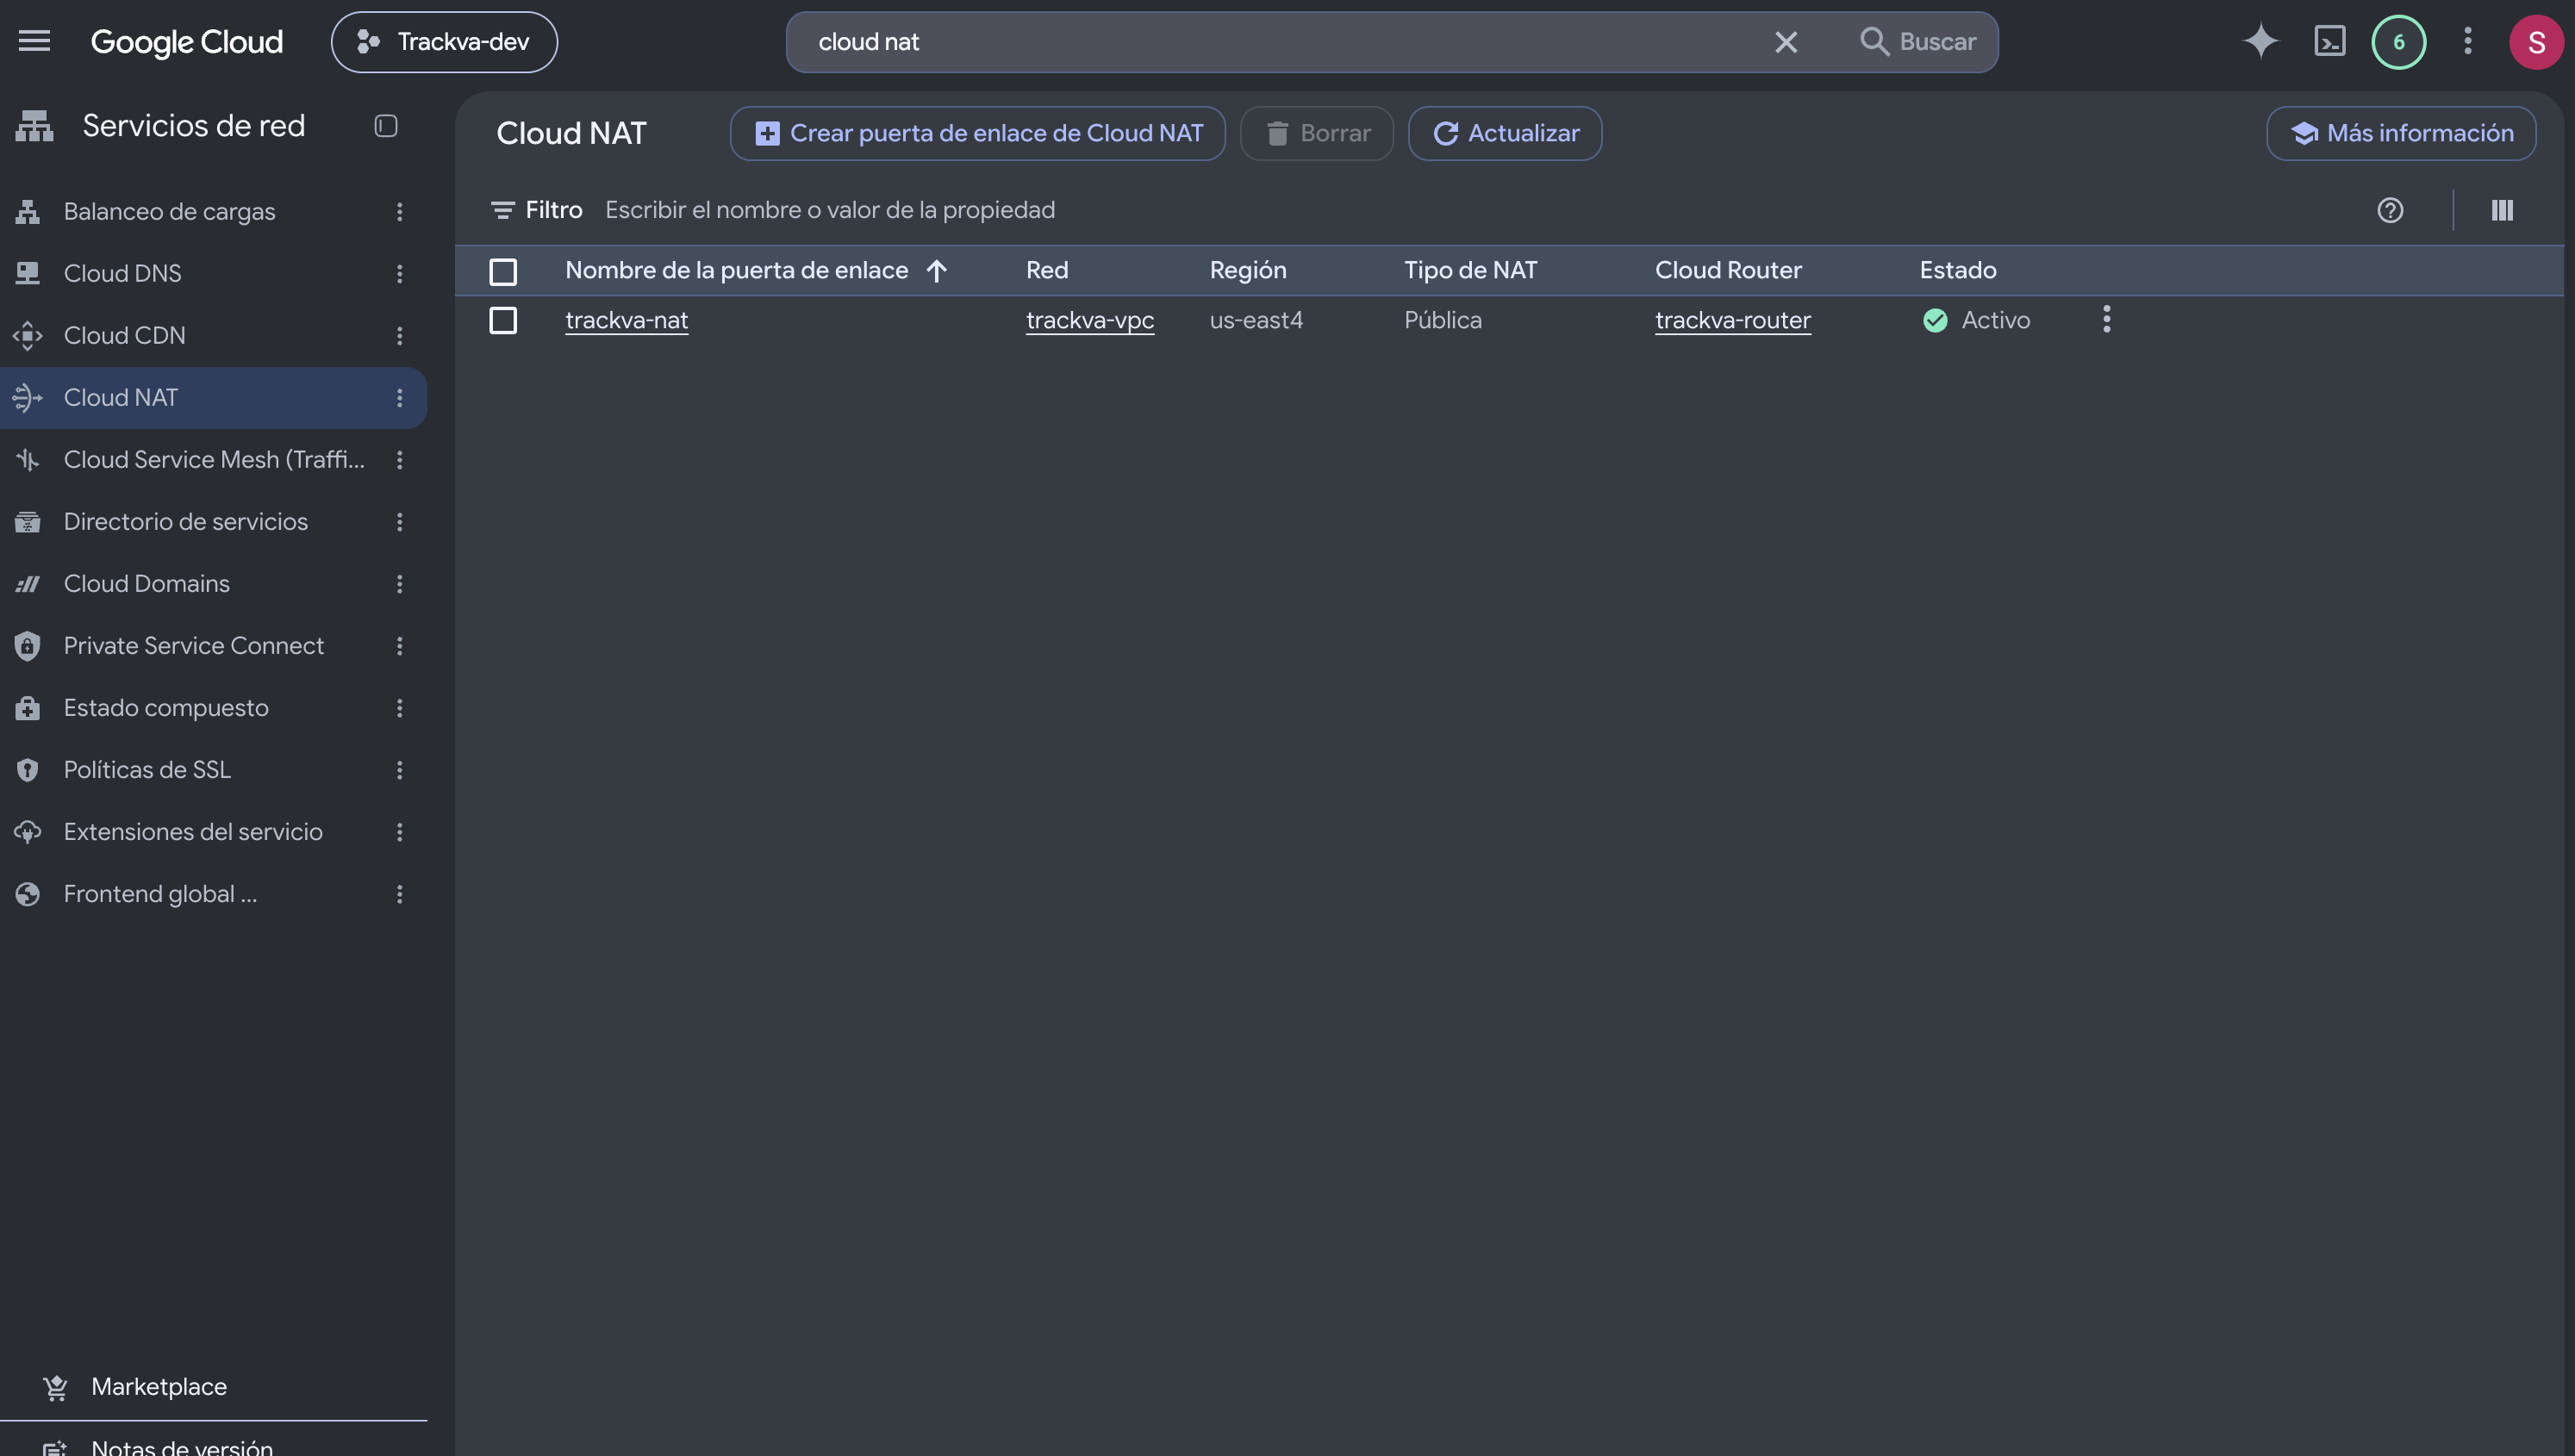 Google Cloud
Trackva-dev
cloud nat
Buscar
6
S
Servicios de red
Balanceo de cargas
Cloud DNS
Cloud CDN
Cloud NAT
Cloud Service Mesh (Traffi...
Directorio de servicios
Cloud Domains
Private Service Connect
Estado compuesto
Políticas de SSL
Extensiones del servicio
Frontend global ...
Marketplace
Notas de versión
Cloud NAT
Crear puerta de enlace de Cloud NAT
Borrar
Actualizar
Más información
Filtro Escribir el nombre o valor de la propiedad
Nombre de la puerta de enlace Red Región Tipo de NAT Cloud Router Estado
trackva-nat trackva-vpc us-east4 Pública trackva-router Activo